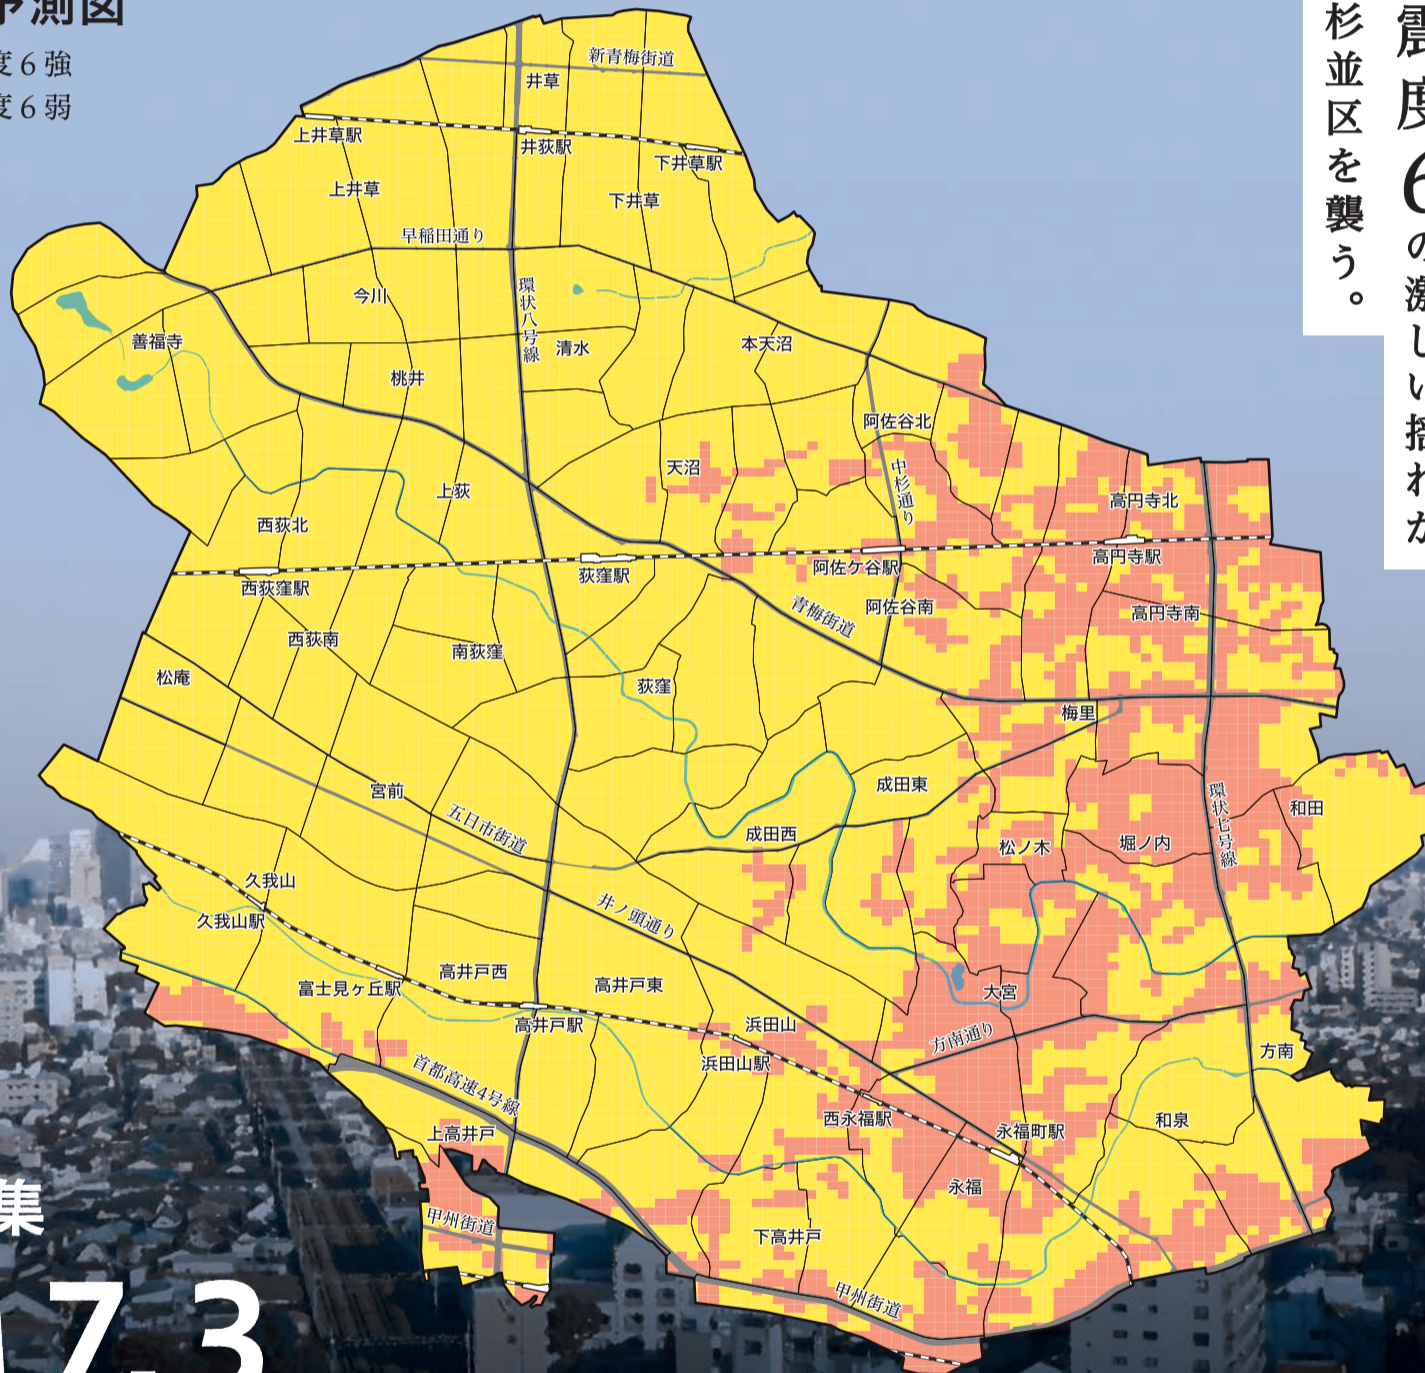 予測図
度6強
度6弱
震度6の激しい揺れが
杉並区を襲う。
新青梅街道
井草
上井草駅
井荻駅
下井草駅
上井草
下井草
早稲田通り
環状八号線
今川
善福寺
清水
本天沼
桃井
阿佐谷北
天沼
中杉通り
上荻
高円寺北
西荻北
高円寺駅
阿佐ケ谷駅
荻窪駅
西荻窪駅
青梅街道
阿佐谷南
高円寺南
西荻南
南荻窪
松庵
荻窪
梅里
成田東
宮前
五日市街道
環状七号線
和田
成田西
松ノ木
堀ノ内
久我山
久我山駅
井ノ頭通り
高井戸西
高井戸東
富士見ヶ丘駅
大宮
高井戸駅
浜田山
方南通り
方南
浜田山駅
首都高速4号線
西永福駅
和泉
永福町駅
上高井戸
永福
甲州街道
下高井戸
甲州街道
集
7.3